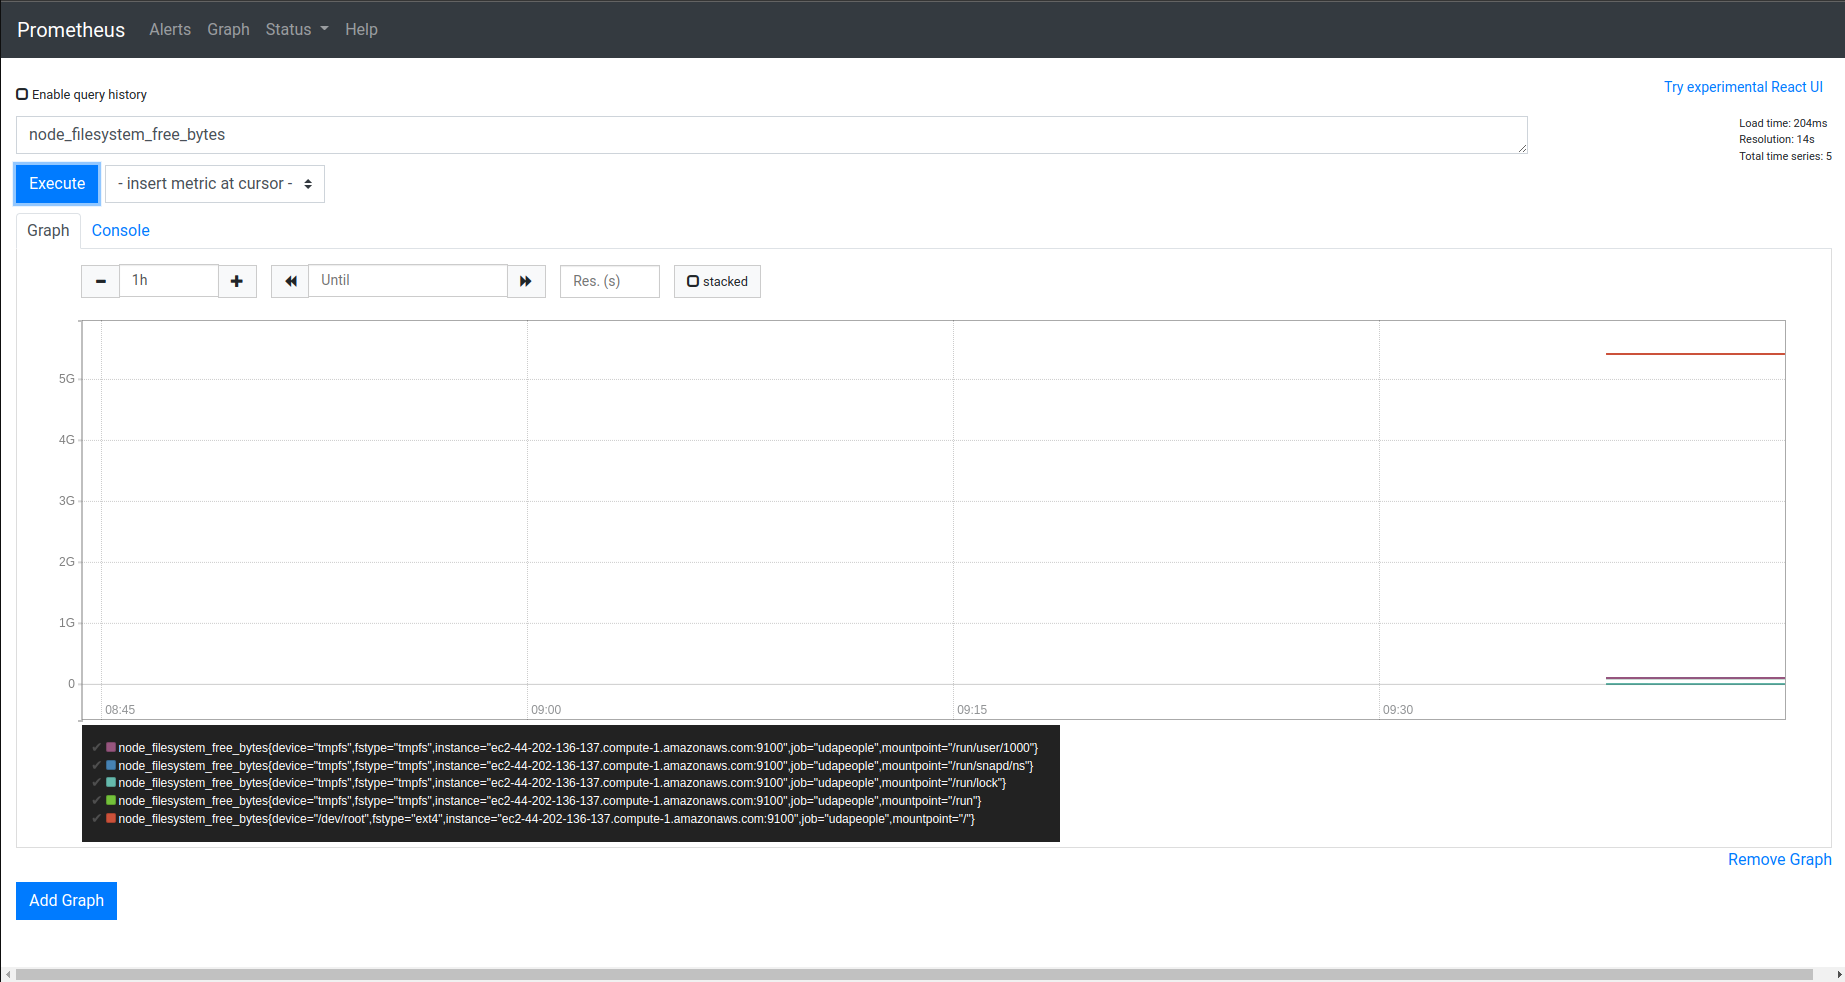 Prometheus Alerts Graph Status Help
Enable query history
Try experimental React UI
node_filesystem_free_bytes
Load time: 204ms
Resolution: 14s
Total time series: 5
Execute - insert metric at cursor -
Graph Console
1h Until Res. (s) stacked
5G
4G
3G
2G
1G
0
08:45 09:00 09:15 09:30
node_filesystem_free_bytes{device="tmpfs",fstype="tmpfs",instance="ec2-44-202-136-137.compute-1.amazonaws.com:9100",job="udapeople",mountpoint="/run/user/1000"}
node_filesystem_free_bytes{device="tmpfs",fstype="tmpfs",instance="ec2-44-202-136-137.compute-1.amazonaws.com:9100",job="udapeople",mountpoint="/run/snapd/ns"}
node_filesystem_free_bytes{device="tmpfs",fstype="tmpfs",instance="ec2-44-202-136-137.compute-1.amazonaws.com:9100",job="udapeople",mountpoint="/run/lock"}
node_filesystem_free_bytes{device="tmpfs",fstype="tmpfs",instance="ec2-44-202-136-137.compute-1.amazonaws.com:9100",job="udapeople",mountpoint="/run"}
node_filesystem_free_bytes{device="/dev/root",fstype="ext4",instance="ec2-44-202-136-137.compute-1.amazonaws.com:9100",job="udapeople",mountpoint="/"}
Remove Graph
Add Graph